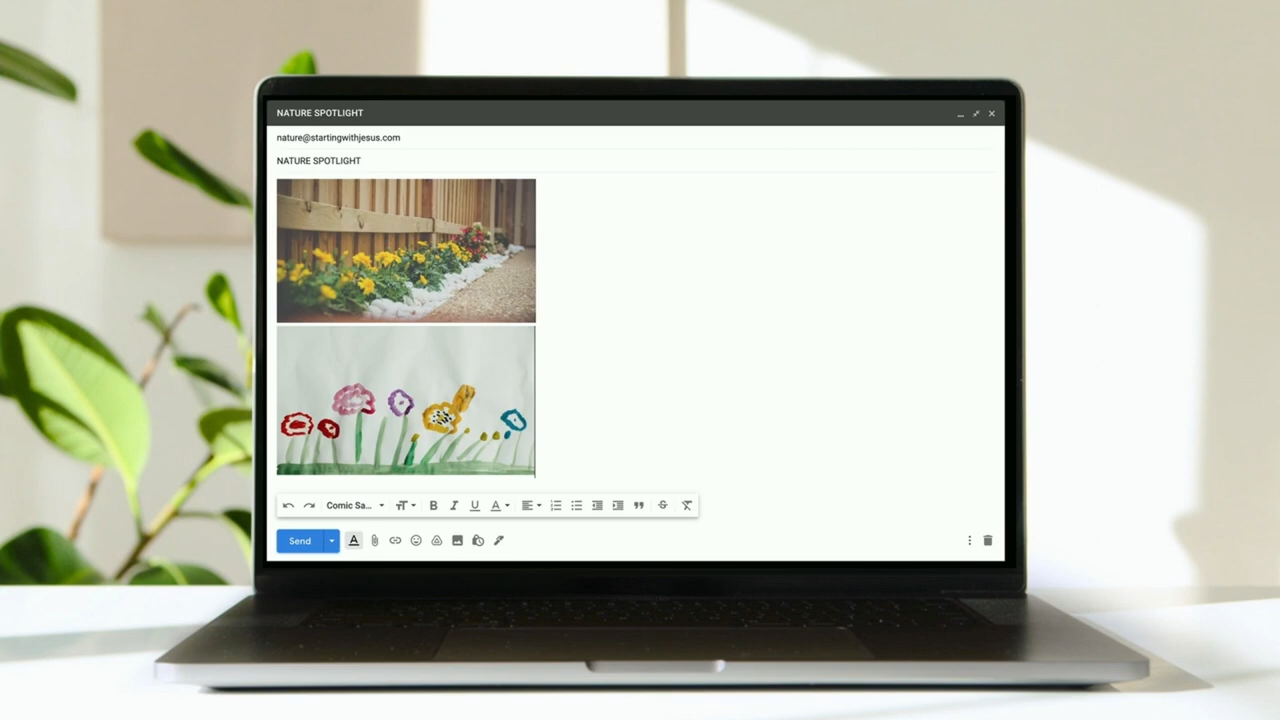 NATURE SPOTLIGHT
nature@startingwithjesus.com
NATURE SPOTLIGHT
Comic Sa...
Send